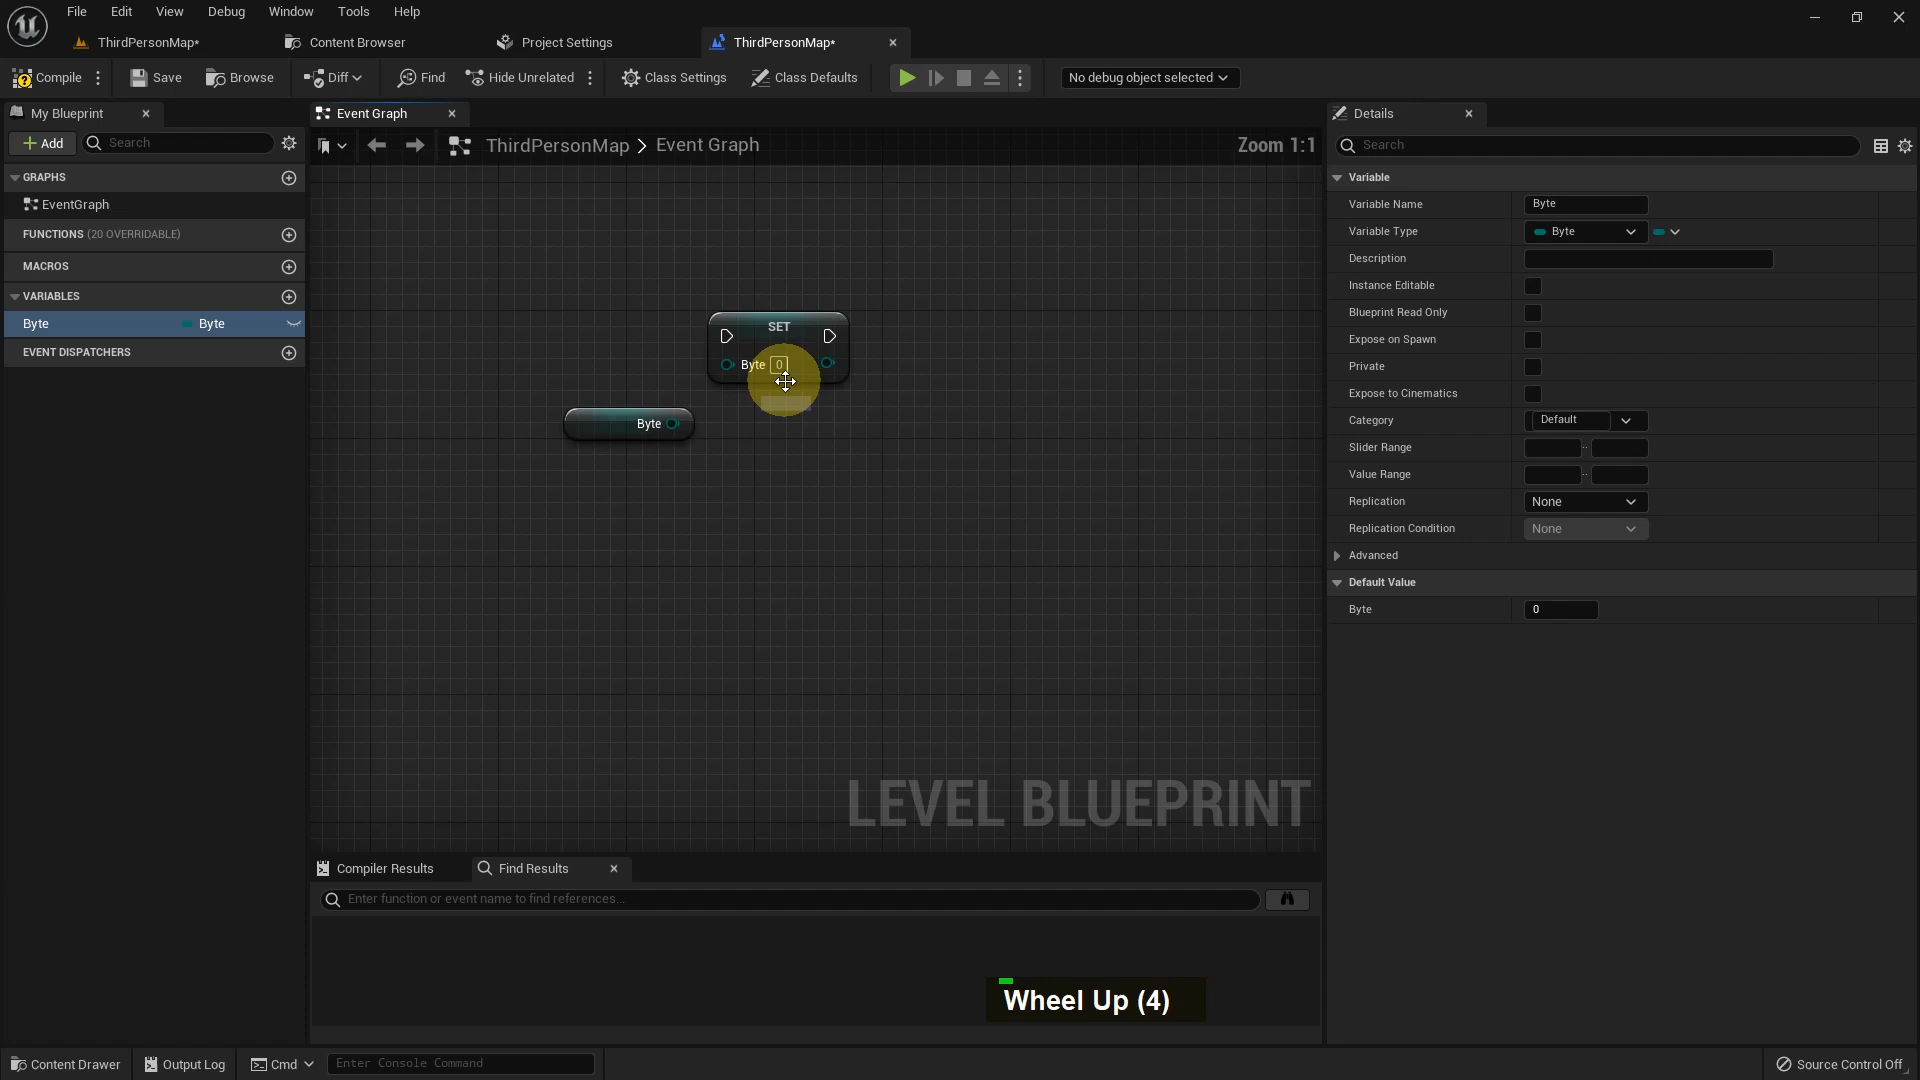 File Edit View Debug Window Tools Help
ThirdPersonMap* Content Browser Project Settings ThirdPersonMap*
Compile Save Browse Diff Find Hide Unrelated Class Settings Class Defaults No debug object selected
My Blueprint Event Graph Details
Add Search ThirdPersonMap > Event Graph Zoom 1:1 Search
GRAPHS
EventGraph
FUNCTIONS (20 OVERRIDABLE)
MACROS
VARIABLES
Byte Byte
EVENT DISPATCHERS
SET
Byte 0
Byte
LEVEL BLUEPRINT
Variable
Variable Name Byte
Variable Type Byte
Description
Instance Editable
Blueprint Read Only
Expose on Spawn
Private
Expose to Cinematics
Category Default
Slider Range ..
Value Range ..
Replication None
Replication Condition None
Advanced
Default Value
Byte 0
Compiler Results Find Results
Enter function or event name to find references...
Wheel Up (4)
Content Drawer Output Log Cmd Enter Console Command Source Control Off